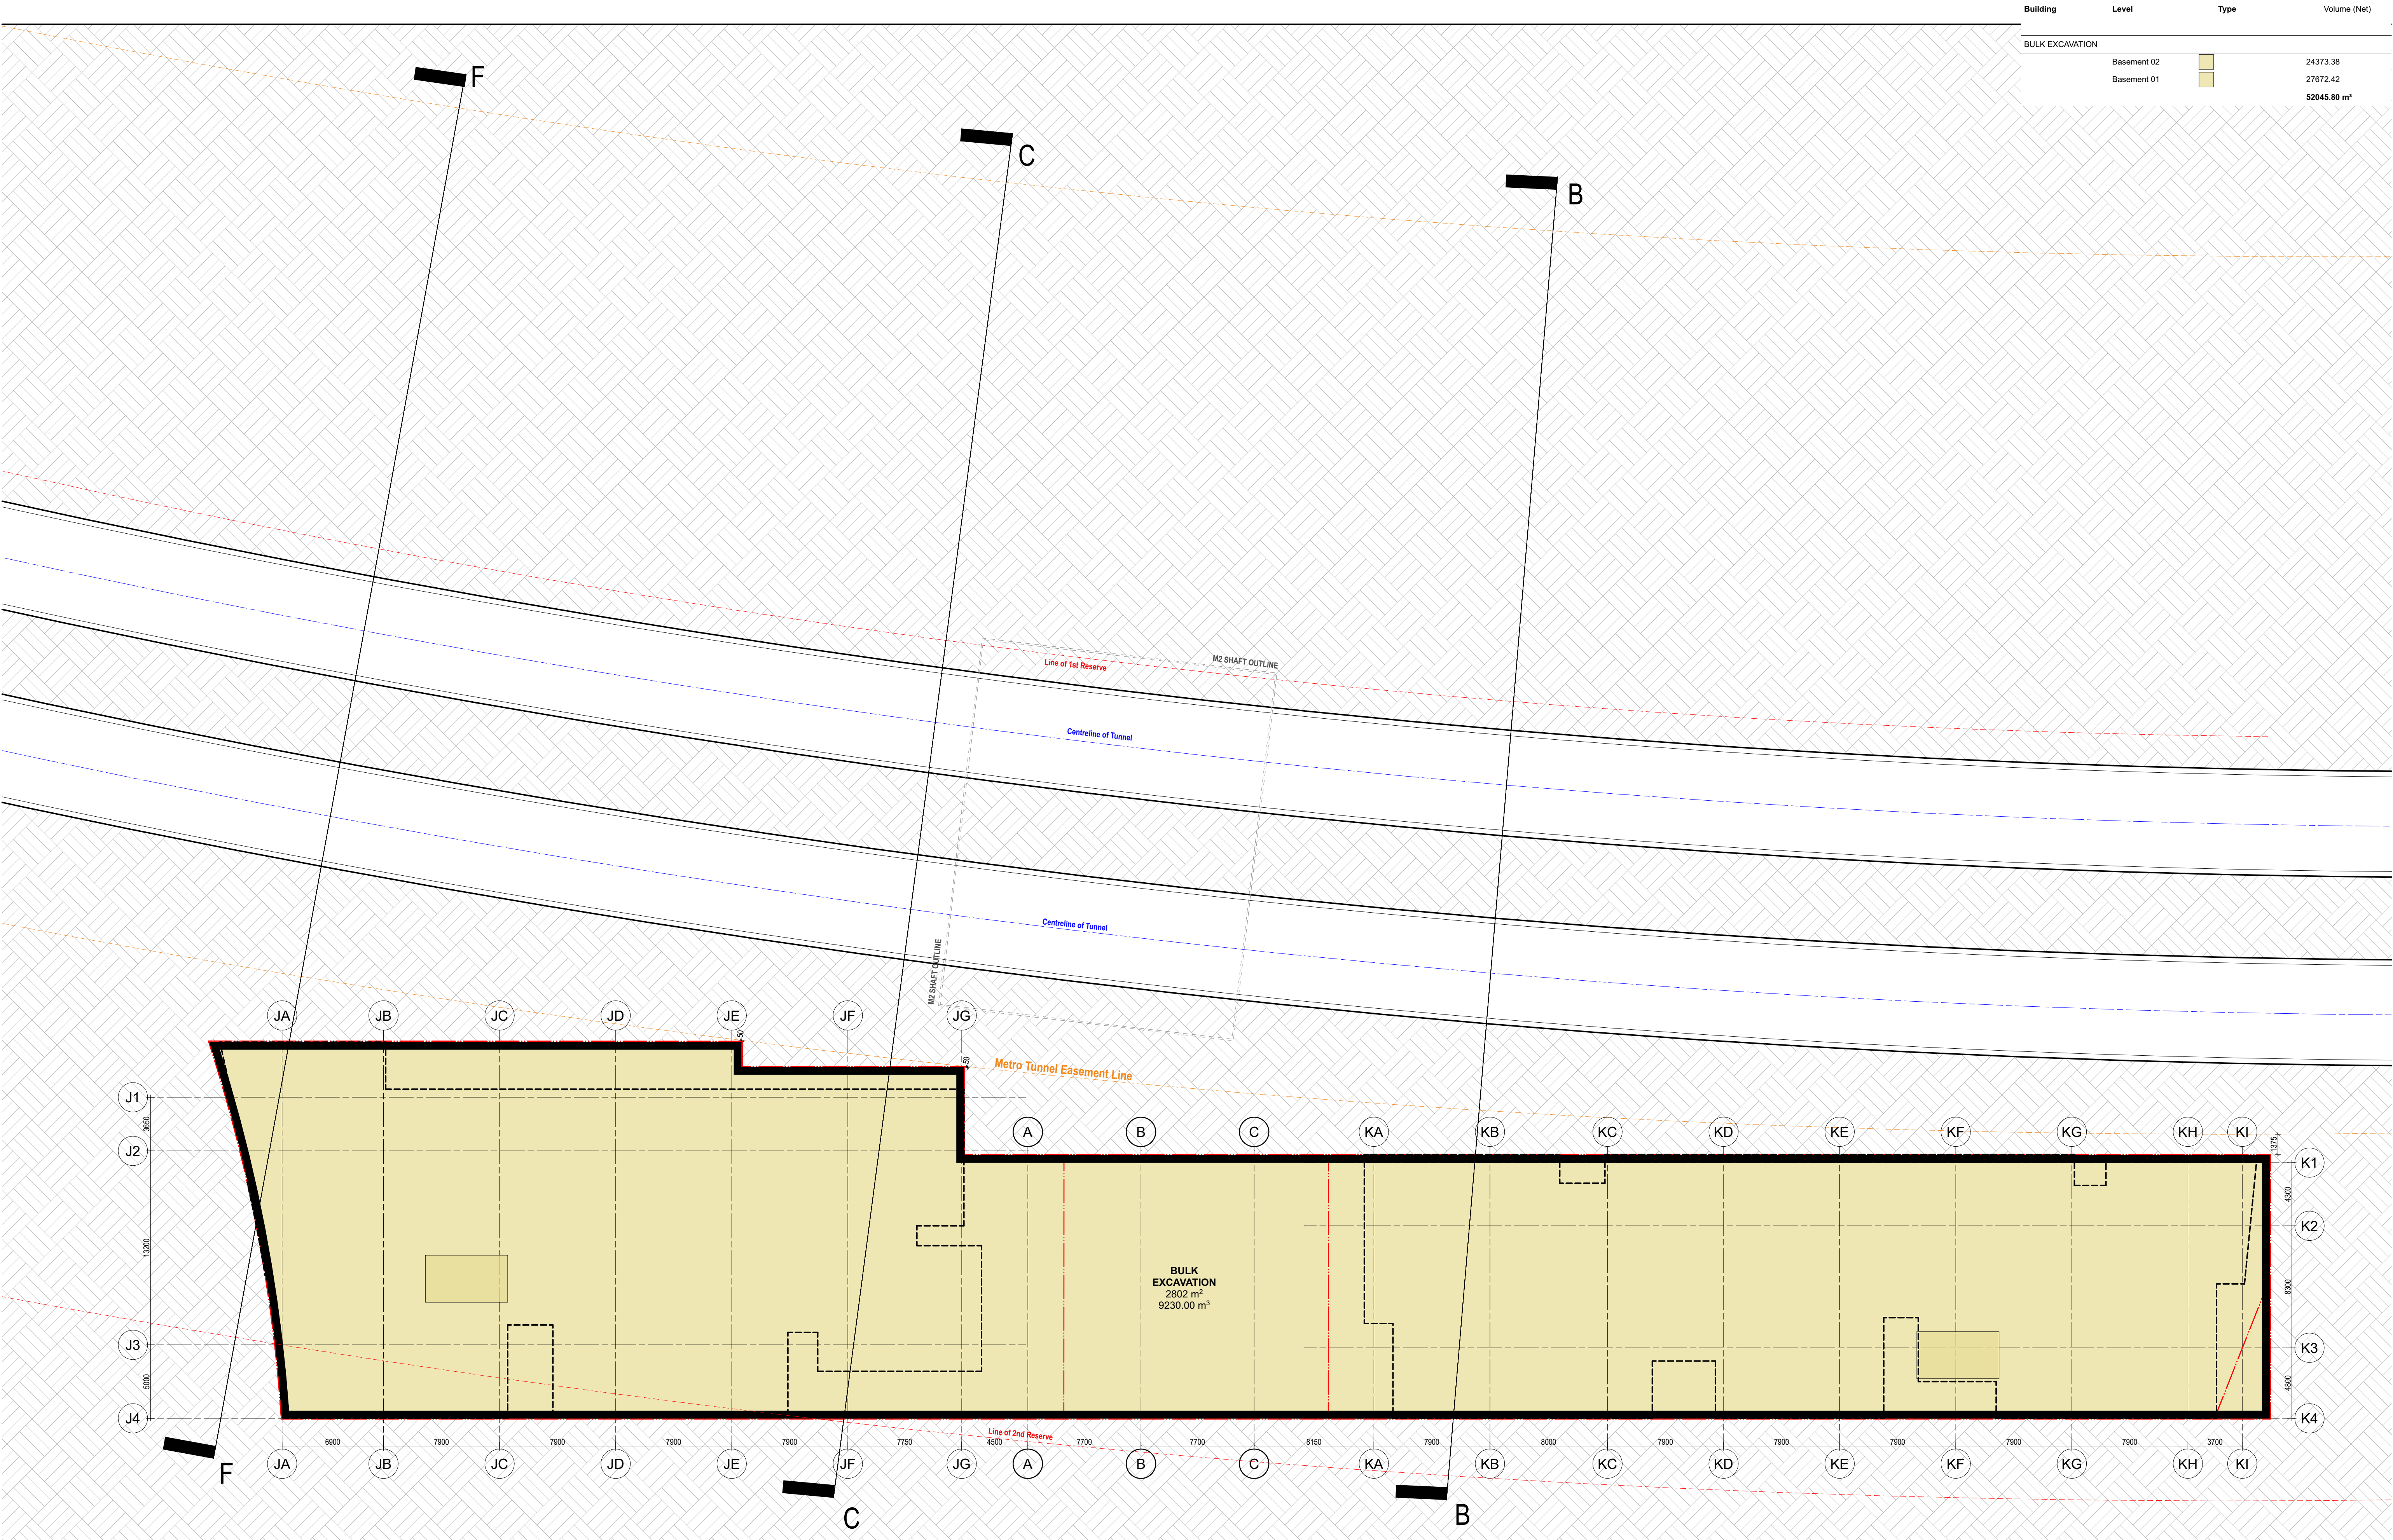 Building Level Type Volume (Net)
BULK EXCAVATION
Basement 02 24373.38
Basement 01 27672.42
52045.80 m³
F
C
B
Line of 1st Reserve
M2 SHAFT OUTLINE
Centreline of Tunnel
Centreline of Tunnel
M2 SHAFT OUTLINE
JA JB JC JD JE JF JG
50
50
Metro Tunnel Easement Line
J1
3650
J2
13200
J3
5000
J4
A B C KA KB KC KD KE KF KG KH KI
1375
K1
4300
K2
8300
K3
4800
K4
BULK
EXCAVATION
2802 m²
9230.00 m³
Line of 2nd Reserve
6900 7900 7900 7900 7900 7750 4500 7700 7700 8150 7900 8000 7900 7900 7900 7900 7900 3700
JA JB JC JD JE JF JG A B C KA KB KC KD KE KF KG KH KI
F
C
B